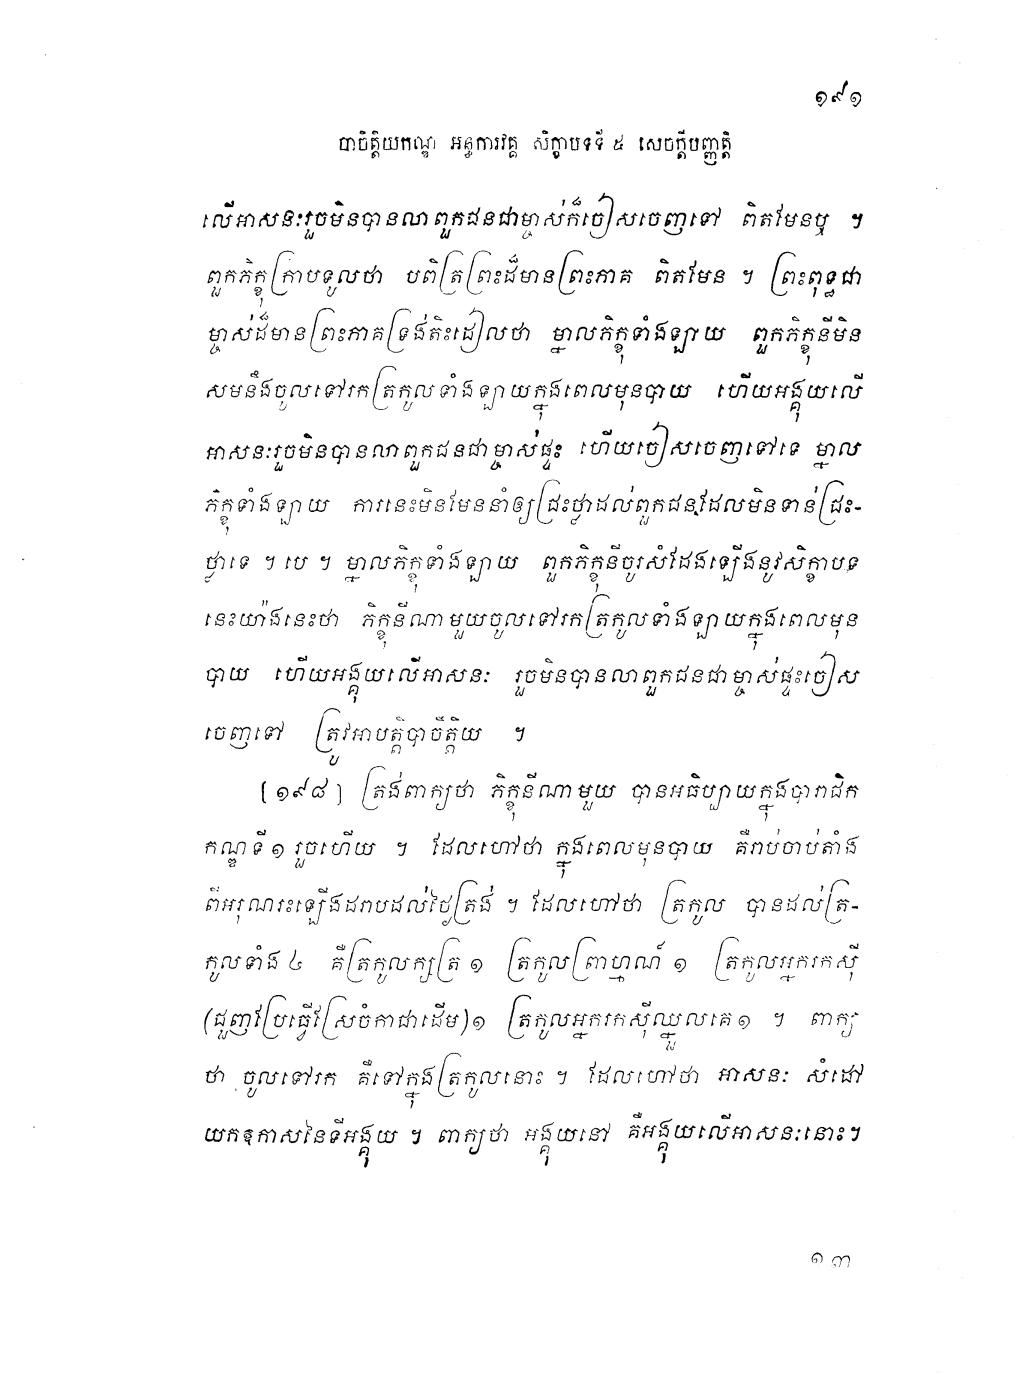 ១៩១
បាចិត្តិយកណ្ឌ អន្ធការវគ្គ សិក្ខាបទទី ៥ សេចក្តីបញ្ញត្តិ
លើអាសនៈរួចមិនបានលាពួកជនជាម្ចាស់ក៏ចៀសចេញទៅ ពិតមែនឬ ។
ពួកភិក្ខុក្រាបទូលថា បពិត្រព្រះដ៏មានព្រះភាគ ពិតមែន ។ ព្រះពុទ្ធជា
ម្ចាស់ដ៏មានព្រះភាគទ្រង់តិះដៀលថា ម្នាលភិក្ខុទាំងឡាយ ពួកភិក្ខុនីមិន
សមនឹងចូលទៅរកត្រកូលទាំងឡាយក្នុងពេលមុនបាយ ហើយអង្គុយលើ
អាសនៈរួចមិនបានលាពួកជនជាម្ចាស់ផ្ទះ ហើយចៀសចេញទៅទេ ម្នាល
ភិក្ខុទាំងឡាយ ការនេះមិនមែននាំឲ្យជ្រះថ្លាដល់ពួកជនដែលមិនទាន់ជ្រះ-
ថ្លាទេ ។ បេ ។ ម្នាលភិក្ខុទាំងឡាយ ពួកភិក្ខុនីចូរសំដែងឡើងនូវសិក្ខាបទ
នេះយ៉ាងនេះថា ភិក្ខុនីណាមួយចូលទៅរកត្រកូលទាំងឡាយក្នុងពេលមុន
បាយ ហើយអង្គុយលើអាសនៈ រួចមិនបានលាពួកជនជាម្ចាស់ផ្ទះចៀស
ចេញទៅ ត្រូវអាបត្តិបាចិត្តិយ ។
[១៩៨] ត្រង់ពាក្យថា ភិក្ខុនីណាមួយ បានអធិប្បាយក្នុងបារាជិក
កណ្ឌទី១ រួចហើយ ។ ដែលហៅថា ក្នុងពេលមុនបាយ គឺរាប់ចាប់តាំង
ពីអរុណរះឡើងដរាបដល់ថ្ងៃត្រង់ ។ ដែលហៅថា ត្រកូល បានដល់ត្រ-
កូលទាំង ៤ គឺត្រកូលក្សត្រ ១ ត្រកូលព្រាហ្មណ៍ ១ ត្រកូលអ្នករកស៊ី
(ជួញប្រែធ្វើស្រែចំការជាដើម)១ ត្រកូលអ្នករកស៊ីឈ្នួលគេ១ ។ ពាក្យ
ថា ចូលទៅរក គឺទៅក្នុងត្រកូលនោះ ។ ដែលហៅថា អាសនៈ សំដៅ
យកឱកាសនៃទីអង្គុយ ។ ពាក្យថា អង្គុយនៅ គឺអង្គុយលើអាសនៈនោះ។
១៣